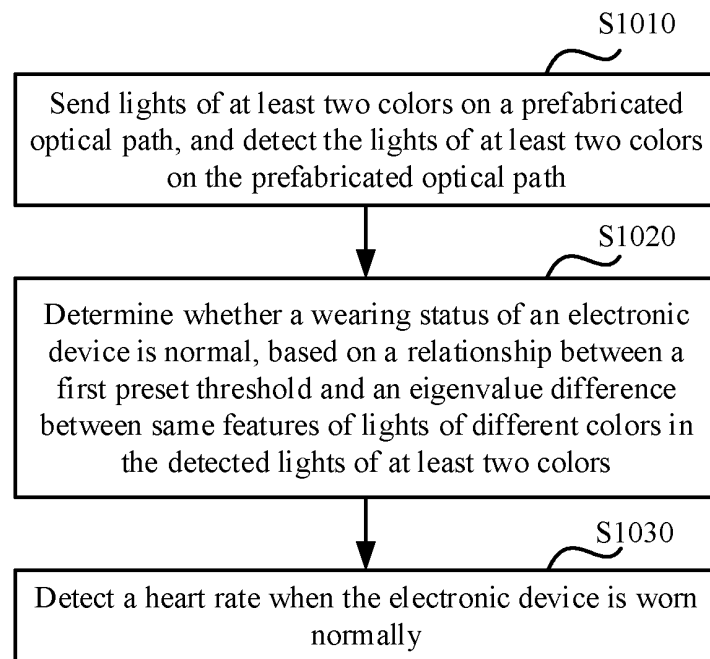 S1010
Send lights of at least two colors on a prefabricated
optical path, and detect the lights of at least two colors
on the prefabricated optical path
S1020
Determine whether a wearing status of an electronic
device is normal, based on a relationship between a
first preset threshold and an eigenvalue difference
between same features of lights of different colors in
the detected lights of at least two colors
S1030
Detect a heart rate when the electronic device is worn
normally